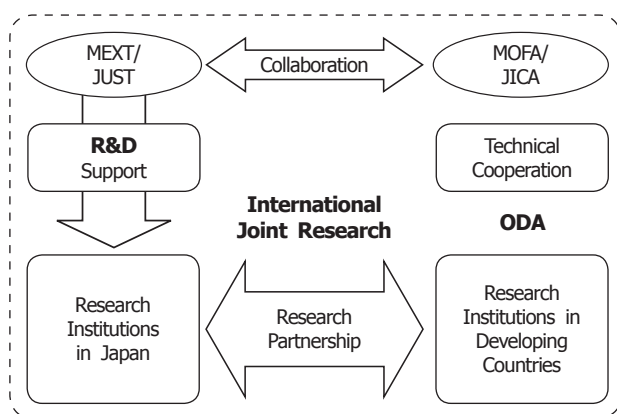 MEXT/
JUST
Collaboration
MOFA/
JICA
R&D
Support
Technical
Cooperation
International
Joint Research
ODA
Research
Institutions
in Japan
Research
Partnership
Research
Institutions in
Developing
Countries